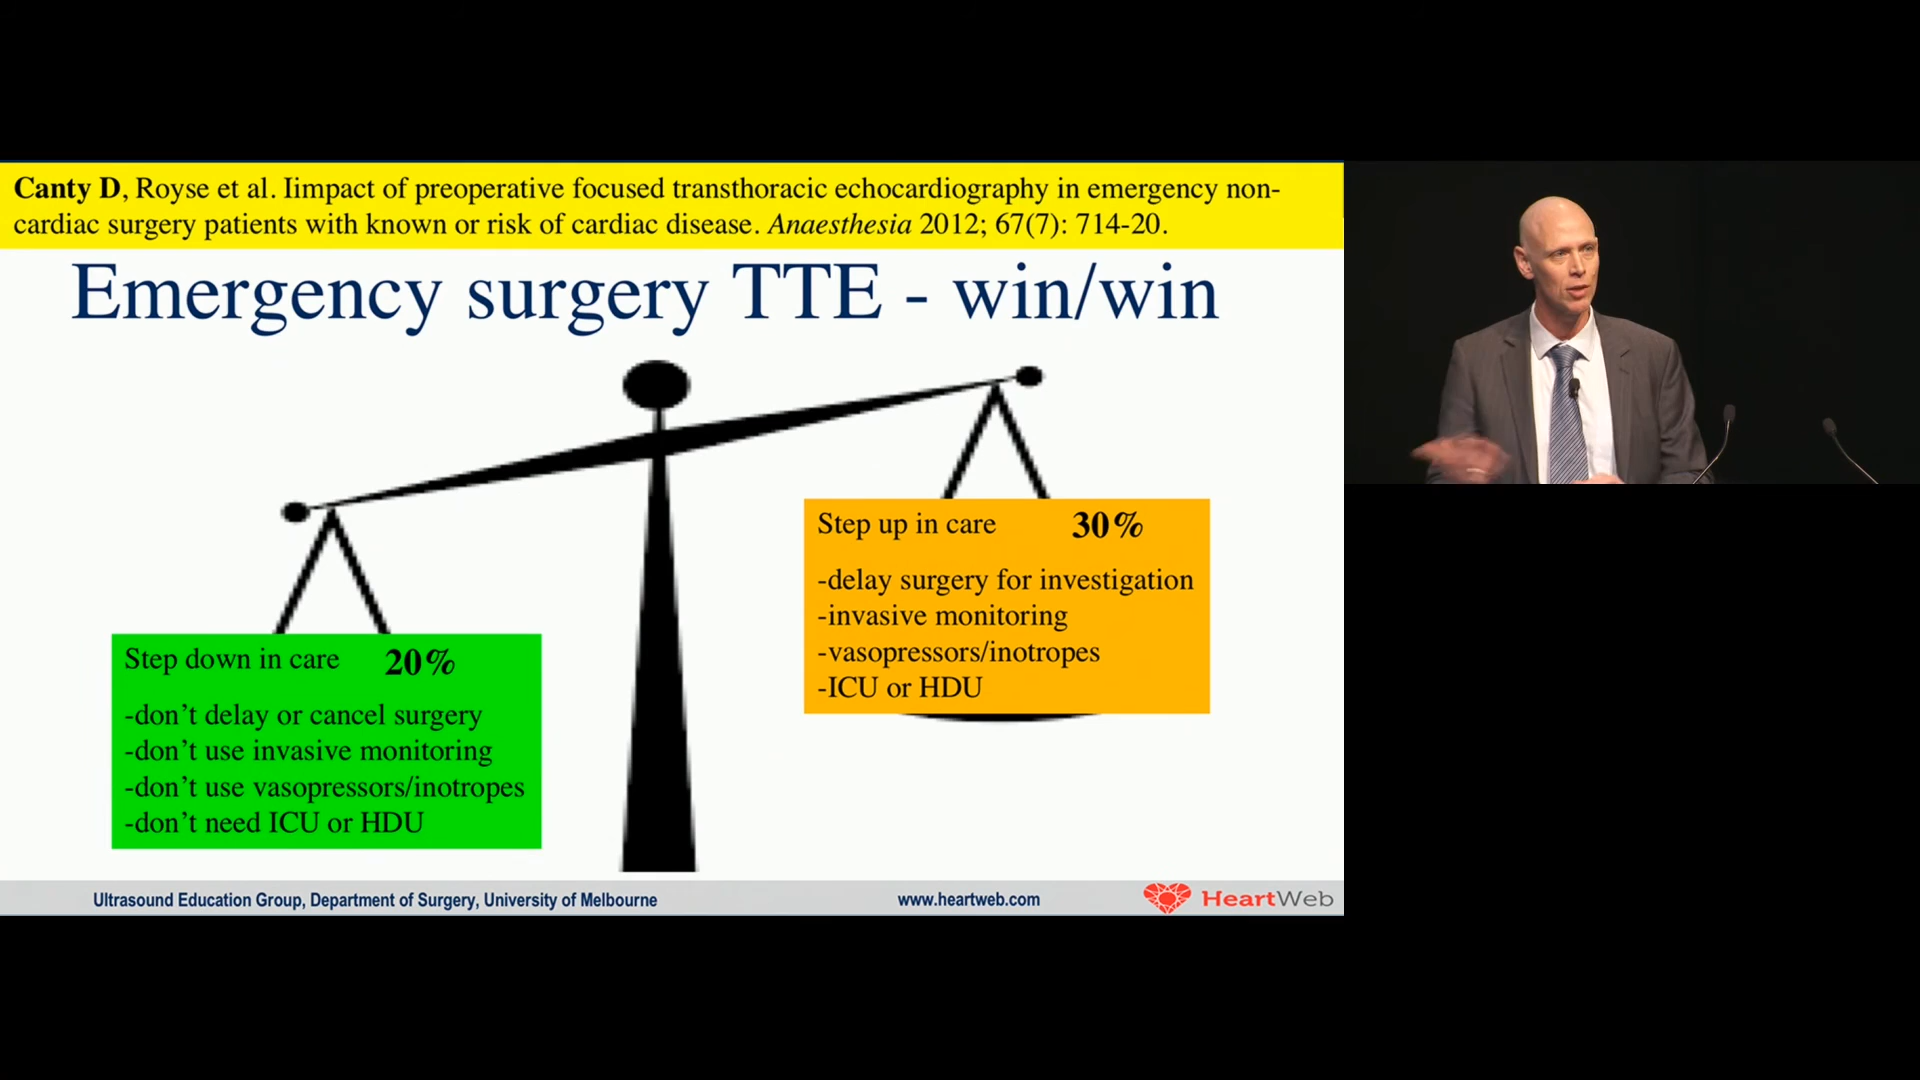 Canty D, Royse et al. Iimpact of preoperative focused transthoracic echocardiography in emergency non-
cardiac surgery patients with known or risk of cardiac disease. Anaesthesia 2012; 67(7): 714-20.
Emergency surgery TTE - win/win
Step up in care 30%
-delay surgery for investigation
-invasive monitoring
-vasopressors/inotropes
-ICU or HDU
Step down in care 20%
-don’t delay or cancel surgery
-don’t use invasive monitoring
-don’t use vasopressors/inotropes
-don’t need ICU or HDU
Ultrasound Education Group, Department of Surgery, University of Melbourne
www.heartweb.com
HeartWeb